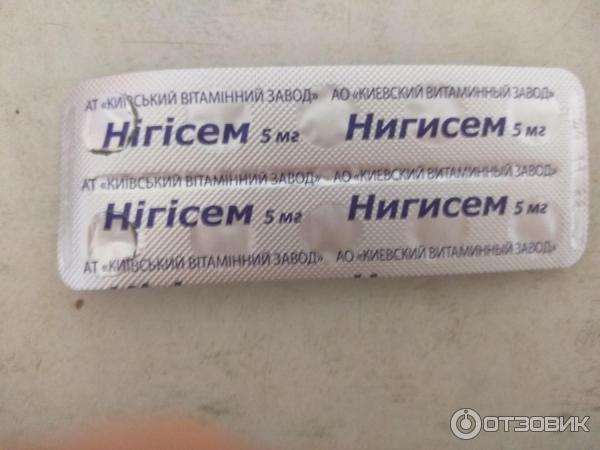 АТ «КИЇВСЬКИЙ ВІТАМІННИЙ ЗАВОД» АО «КИЕВСКИЙ ВИТАМИННЫЙ ЗАВОД»
Нігісем 5 мг Нигисем 5 мг
АТ «КИЇВСЬКИЙ ВІТАМІННИЙ ЗАВОД» АО «КИЕВСКИЙ ВИТАМИННЫЙ ЗАВОД»
Нігісем 5 мг Нигисем 5 мг
АТ «КИЇВСЬКИЙ ВІТАМІННИЙ ЗАВОД» АО «КИЕВСКИЙ ВИТАМИННЫЙ ЗАВОД»
ОТЗОВИК